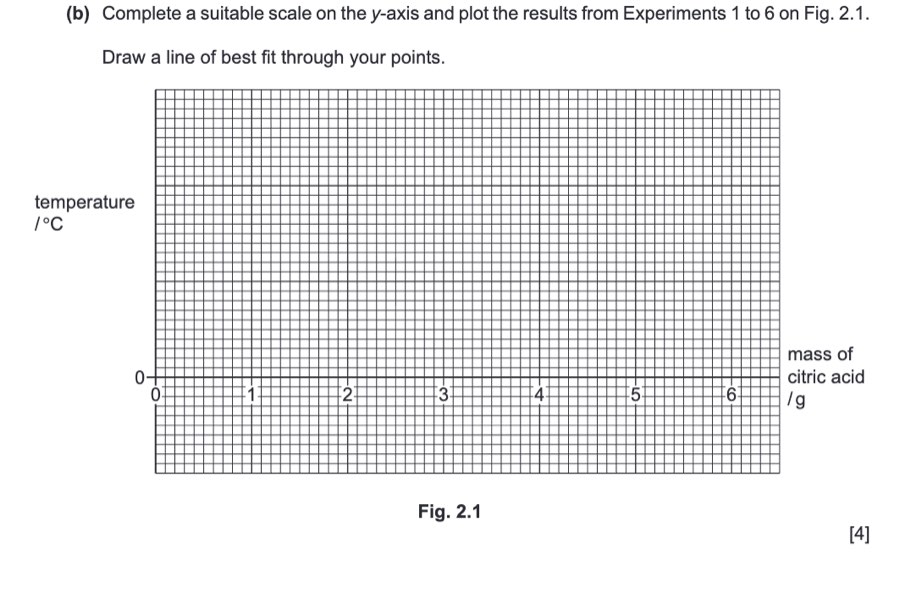 (b) Complete a suitable scale on the y-axis and plot the results from Experiments 1 to 6 on Fig. 2.1.
Draw a line of best fit through your points.
temperature
/ °C
mass of
0
citric acid
0 1 2 3 4 5 6
/ g
Fig. 2.1
[4]